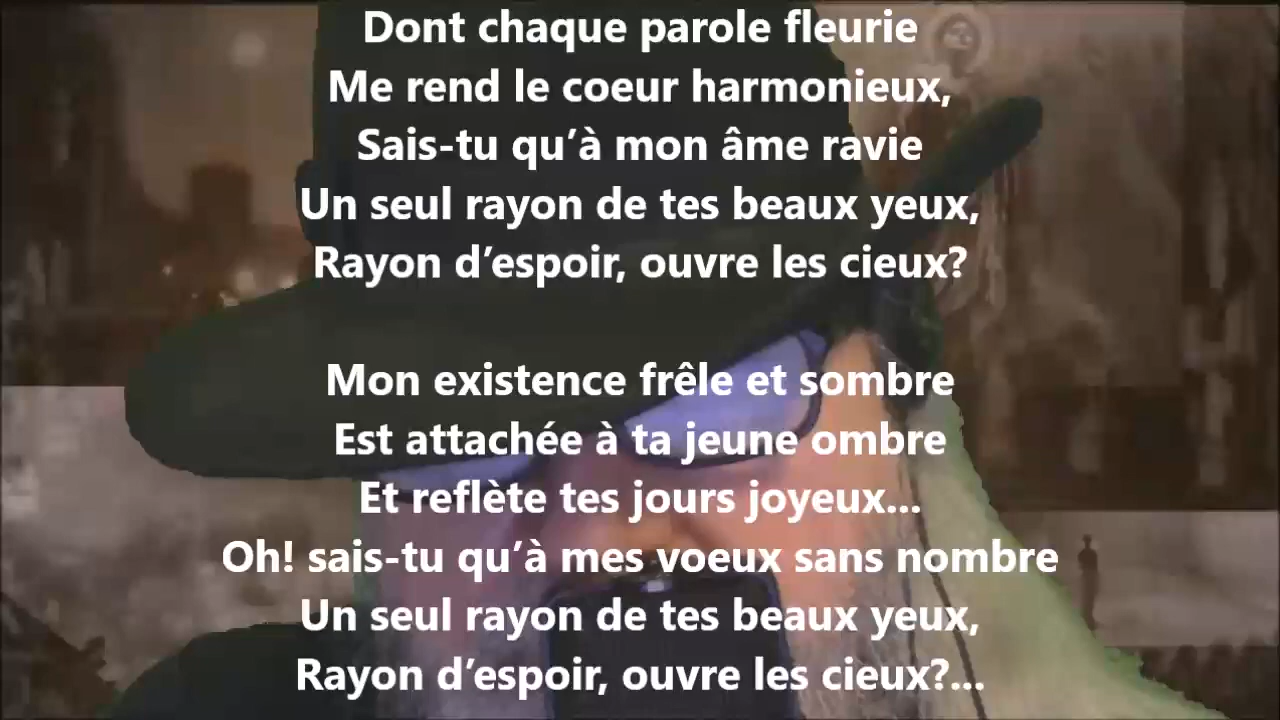 Dont chaque parole fleurie
Me rend le coeur harmonieux,
Sais-tu qu’à mon âme ravie
Un seul rayon de tes beaux yeux,
Rayon d’espoir, ouvre les cieux?
Mon existence frêle et sombre
Est attachée à ta jeune ombre
Et reflète tes jours joyeux...
Oh! sais-tu qu’à mes voeux sans nombre
Un seul rayon de tes beaux yeux,
Rayon d’espoir, ouvre les cieux?...